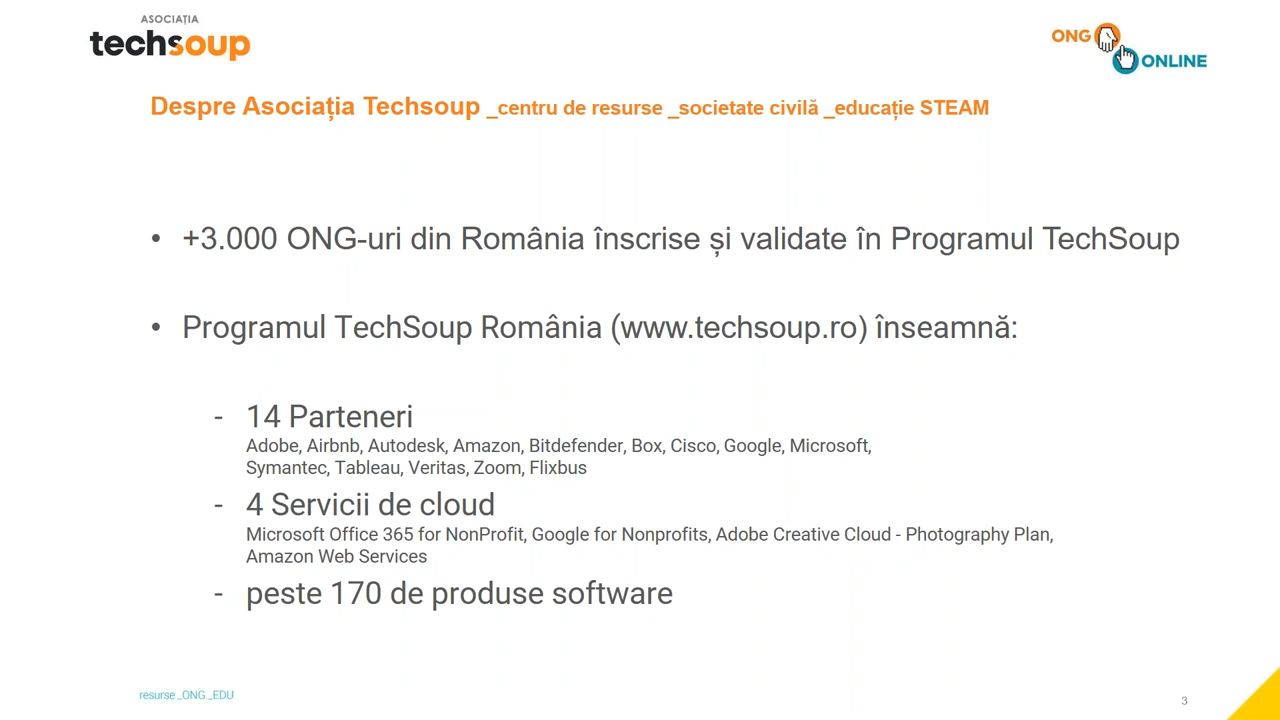 ASOCIAȚIA
techsoup
ONG
ONLINE
Despre Asociația Techsoup _centru de resurse _societate civilă _educație STEAM
• +3.000 ONG-uri din România înscrise și validate în Programul TechSoup
• Programul TechSoup România (www.techsoup.ro) înseamnă:
- 14 Parteneri
Adobe, Airbnb, Autodesk, Amazon, Bitdefender, Box, Cisco, Google, Microsoft,
Symantec, Tableau, Veritas, Zoom, Flixbus
- 4 Servicii de cloud
Microsoft Office 365 for NonProfit, Google for Nonprofits, Adobe Creative Cloud - Photography Plan,
Amazon Web Services
- peste 170 de produse software
resurse _ONG _EDU
3